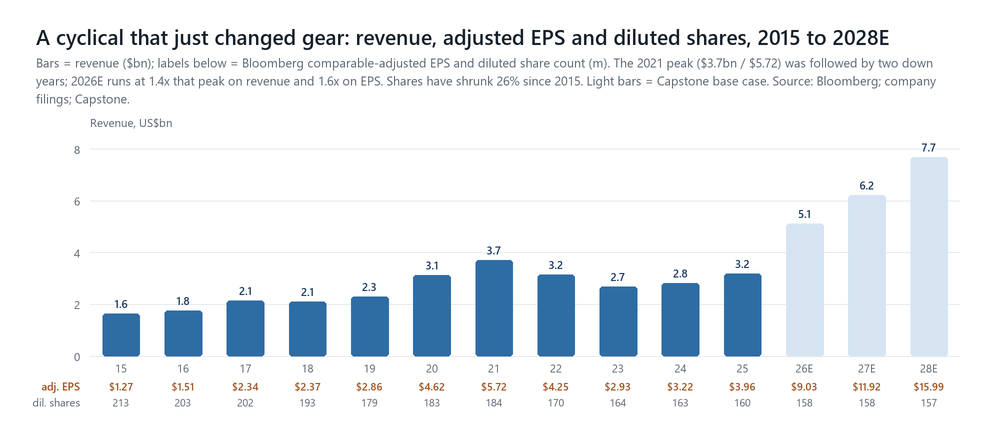 A cyclical that just changed gear: revenue, adjusted EPS and diluted shares, 2015 to 2028E
Bars = revenue ($bn); labels below = Bloomberg comparable-adjusted EPS and diluted share count (m). The 2021 peak ($3.7bn / $5.72) was followed by two down
years; 2026E runs at 1.4x that peak on revenue and 1.6x on EPS. Shares have shrunk 26% since 2015. Light bars = Capstone base case. Source: Bloomberg; company
filings; Capstone.
Revenue, US$bn
8
6
4
2
0
1.6 1.8 2.1 2.1 2.3 3.1 3.7 3.2 2.7 2.8 3.2 5.1 6.2 7.7
15 16 17 18 19 20 21 22 23 24 25 26E 27E 28E
adj. EPS $1.27 $1.51 $2.34 $2.37 $2.86 $4.62 $5.72 $4.25 $2.93 $3.22 $3.96 $9.03 $11.92 $15.99
dil. shares 213 203 202 193 179 183 184 170 164 163 160 158 158 157